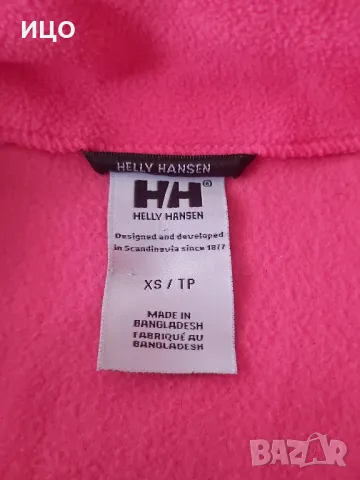 ИЦО
HELLY HANSEN
HH®
HELLY HANSEN
Designed and developed
in Scandinavia since 1877
XS / TP
MADE IN
BANGLADESH
FABRIQUÉ AU
BANGLADESH
BAZAR